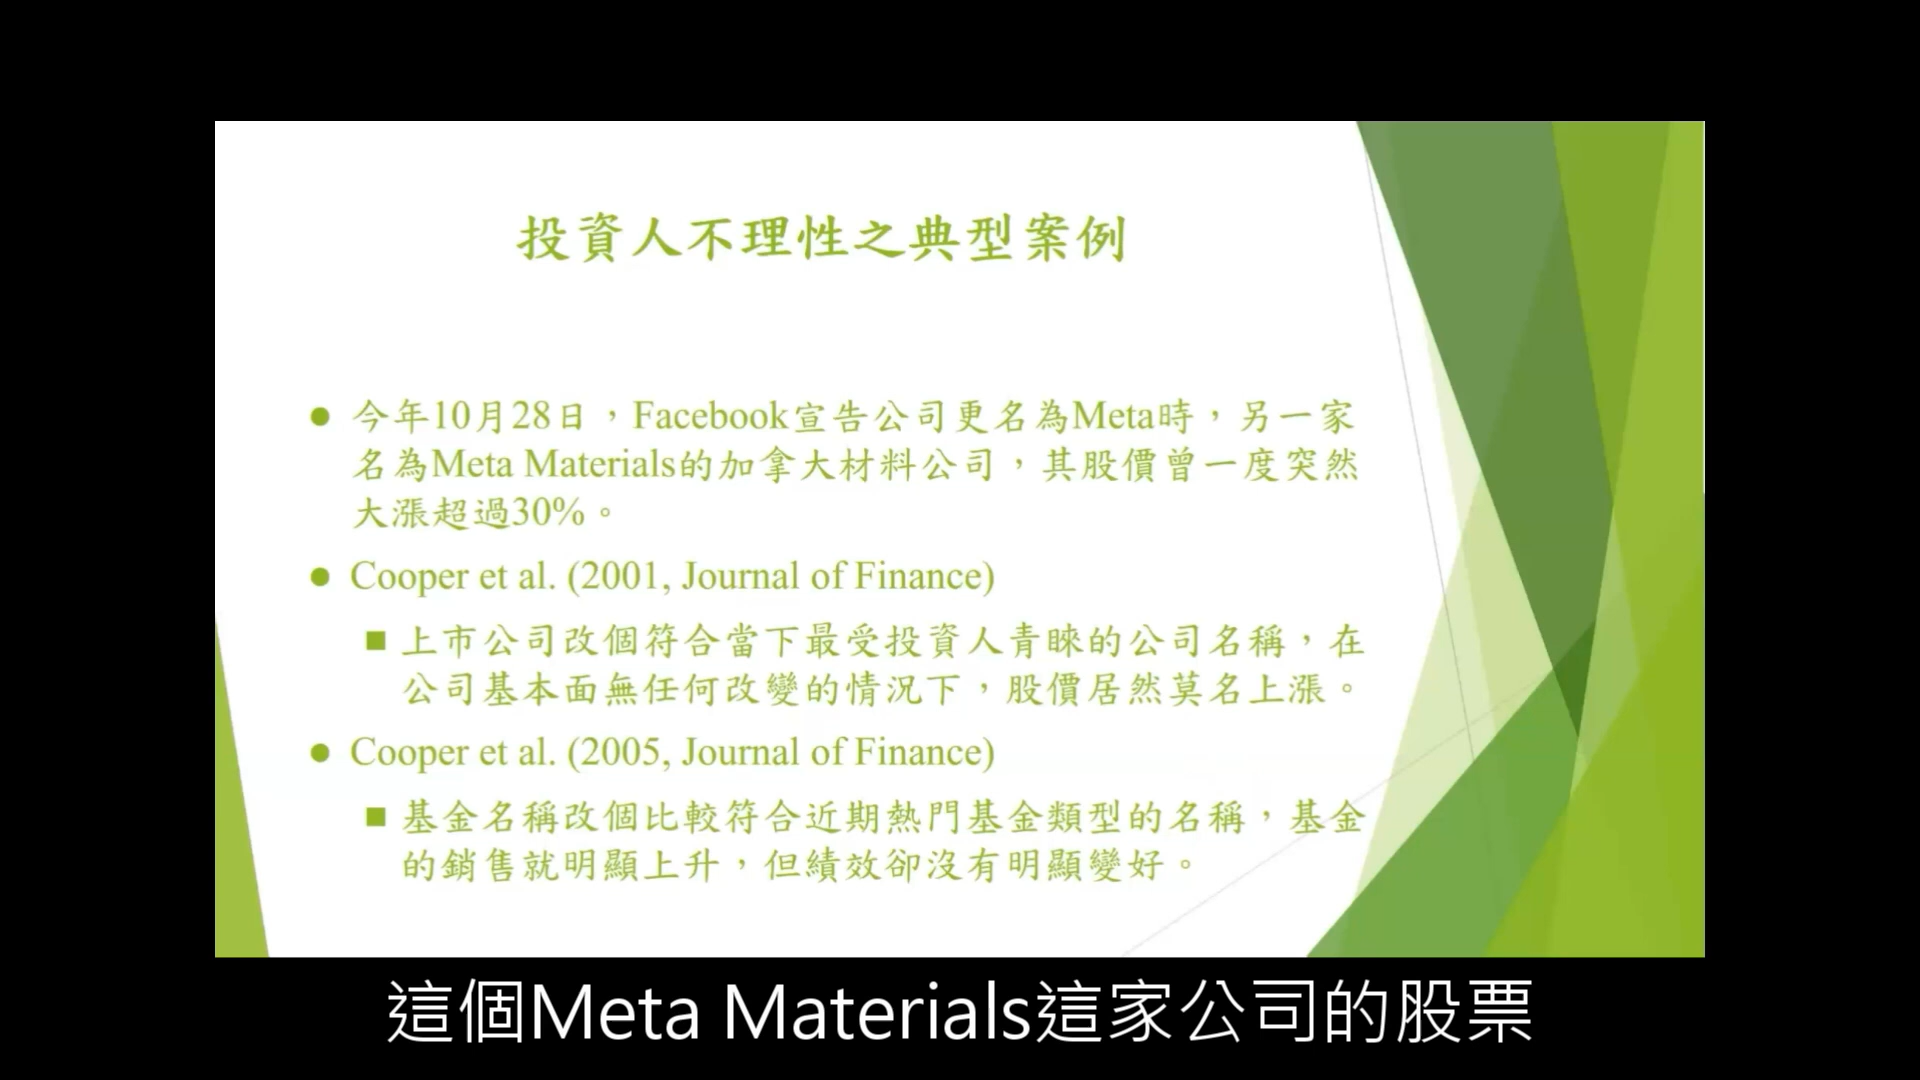 投資人不理性之典型案例
今年10月28日，Facebook宣告公司更名為Meta時，另一家
名為Meta Materials的加拿大材料公司，其股價曾一度突然
大漲超過30%。
Cooper et al. (2001, Journal of Finance)
上市公司改個符合當下最受投資人青睞的公司名稱，在
公司基本面無任何改變的情況下，股價居然莫名上漲。
Cooper et al. (2005, Journal of Finance)
基金名稱改個比較符合近期熱門基金類型的名稱，基金
的銷售就明顯上升，但績效卻沒有明顯變好。
這個Meta Materials這家公司的股票